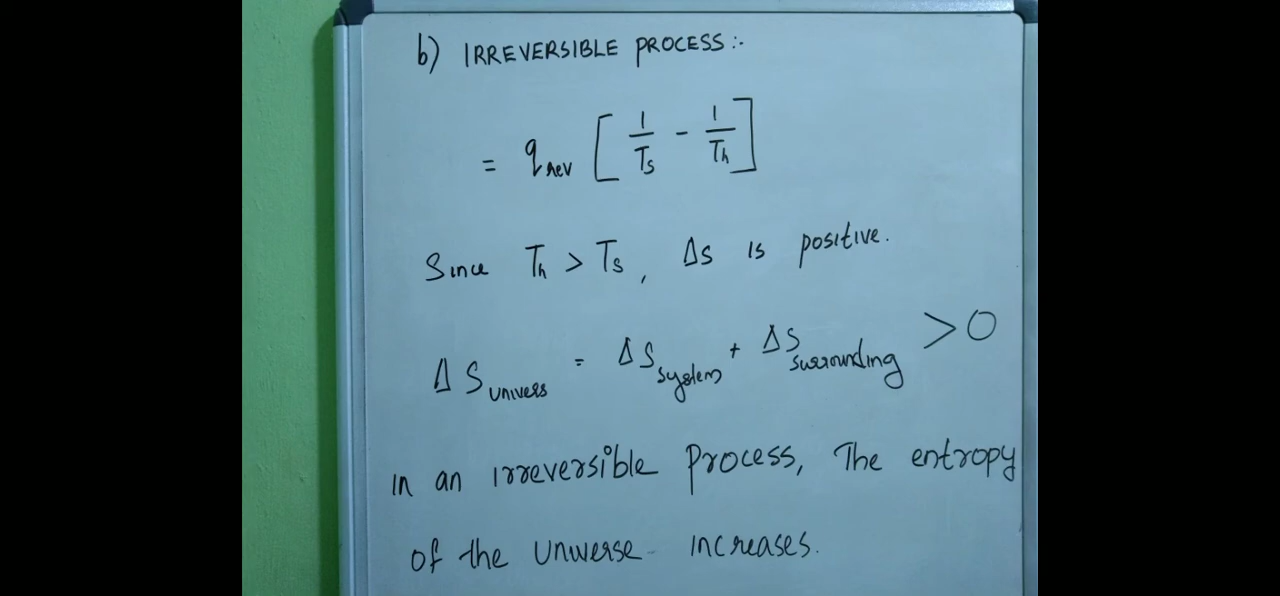 b) IRREVERSIBLE PROCESS :-
= qrev [ 1/Ts - 1/Th ]
Since Th > Ts, ΔS is positive.
ΔS univers = ΔS system + ΔS surrounding > 0
In an irreversible process, The entropy
of the universe increases.